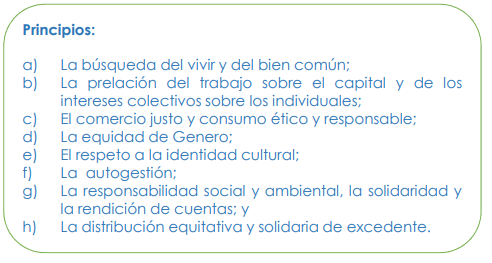 Principios:
a) La búsqueda del vivir y del bien común;
b) La prelación del trabajo sobre el capital y de los
intereses colectivos sobre los individuales;
c) El comercio justo y consumo ético y responsable;
d) La equidad de Genero;
e) El respeto a la identidad cultural;
f) La autogestión;
g) La responsabilidad social y ambiental, la solidaridad y
la rendición de cuentas; y
h) La distribución equitativa y solidaria de excedente.